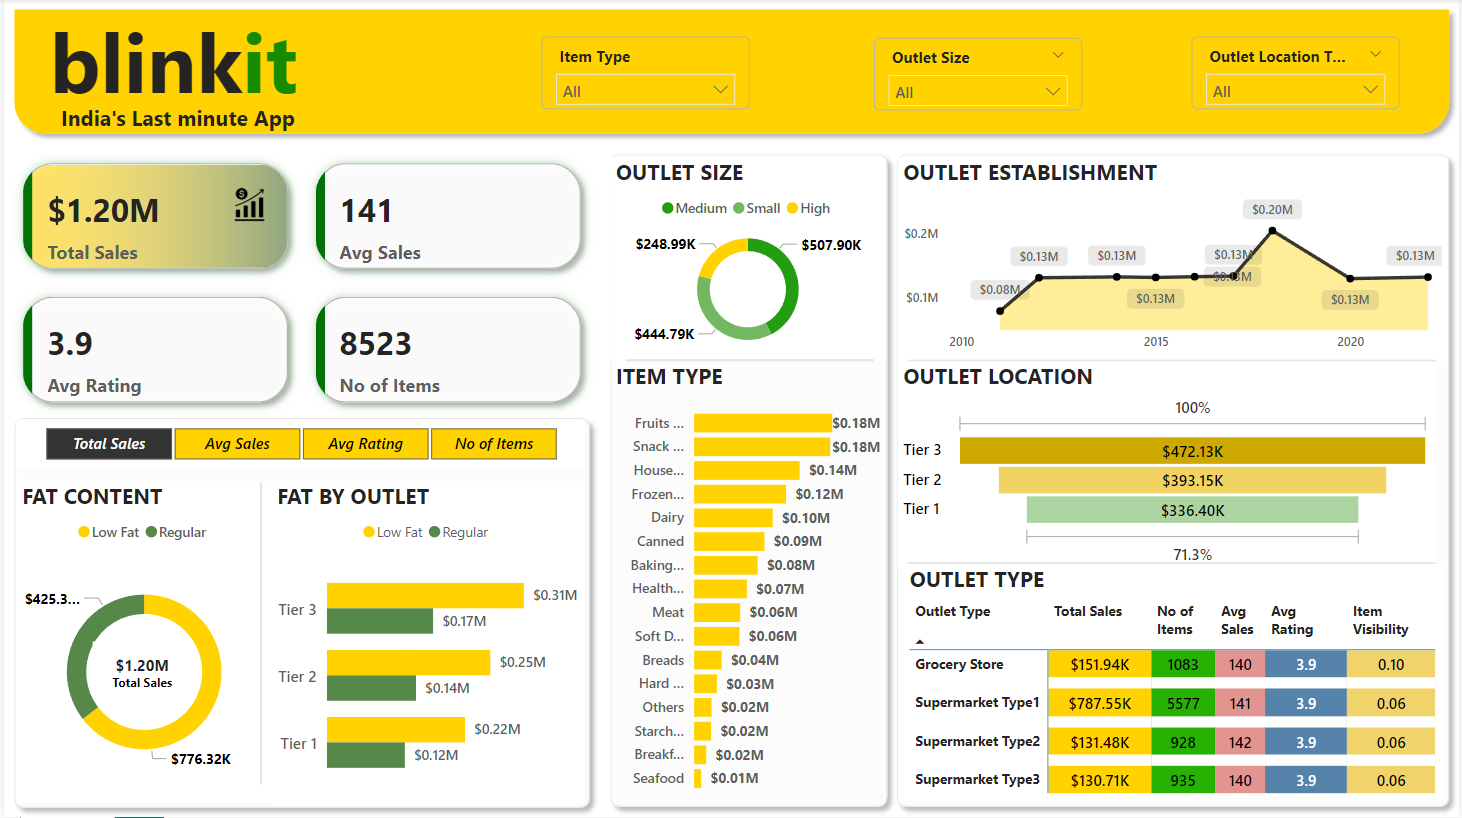 blinkit
India's Last minute App
Item Type
All
Outlet Size
All
Outlet Location T...
All
$1.20M
Total Sales
141
Avg Sales
3.9
Avg Rating
8523
No of Items
Total Sales
Avg Sales
Avg Rating
No of Items
FAT CONTENT
Low Fat Regular
$425.3...
$1.20M
Total Sales
$776.32K
FAT BY OUTLET
Low Fat Regular
Tier 3 $0.31M
$0.17M
Tier 2 $0.25M
$0.14M
Tier 1 $0.22M
$0.12M
OUTLET SIZE
Medium Small High
$248.99K $507.90K
$444.79K
ITEM TYPE
Fruits ... $0.18M
Snack ... $0.18M
House... $0.14M
Frozen... $0.12M
Dairy $0.10M
Canned $0.09M
Baking... $0.08M
Health... $0.07M
Meat $0.06M
Soft D... $0.06M
Breads $0.04M
Hard ... $0.03M
Others $0.02M
Starch... $0.02M
Breakf... $0.02M
Seafood $0.01M
OUTLET ESTABLISHMENT
$0.20M
$0.2M
$0.13M $0.13M $0.13M $0.13M
$0.13M
$0.08M
$0.1M
$0.13M $0.13M
2010 2015 2020
OUTLET LOCATION
100%
Tier 3 $472.13K
Tier 2 $393.15K
Tier 1 $336.40K
71.3%
OUTLET TYPE
Outlet Type Total Sales No of Items Avg Sales Avg Rating Item Visibility
Grocery Store $151.94K 1083 140 3.9 0.10
Supermarket Type1 $787.55K 5577 141 3.9 0.06
Supermarket Type2 $131.48K 928 142 3.9 0.06
Supermarket Type3 $130.71K 935 140 3.9 0.06